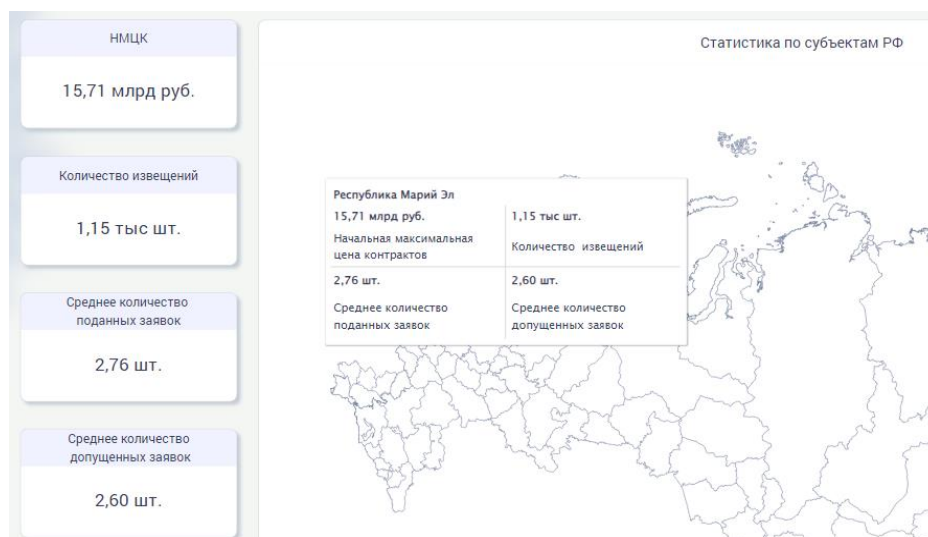 НМЦК
15,71 млрд руб.
Количество извещений
1,15 тыс шт.
Среднее количество
поданных заявок
2,76 шт.
Среднее количество
допущенных заявок
2,60 шт.
Статистика по субъектам РФ
Республика Марий Эл
15,71 млрд руб.
Начальная максимальная
цена контрактов
1,15 тыс шт.
Количество извещений
2,76 шт.
Среднее количество
поданных заявок
2,60 шт.
Среднее количество
допущенных заявок